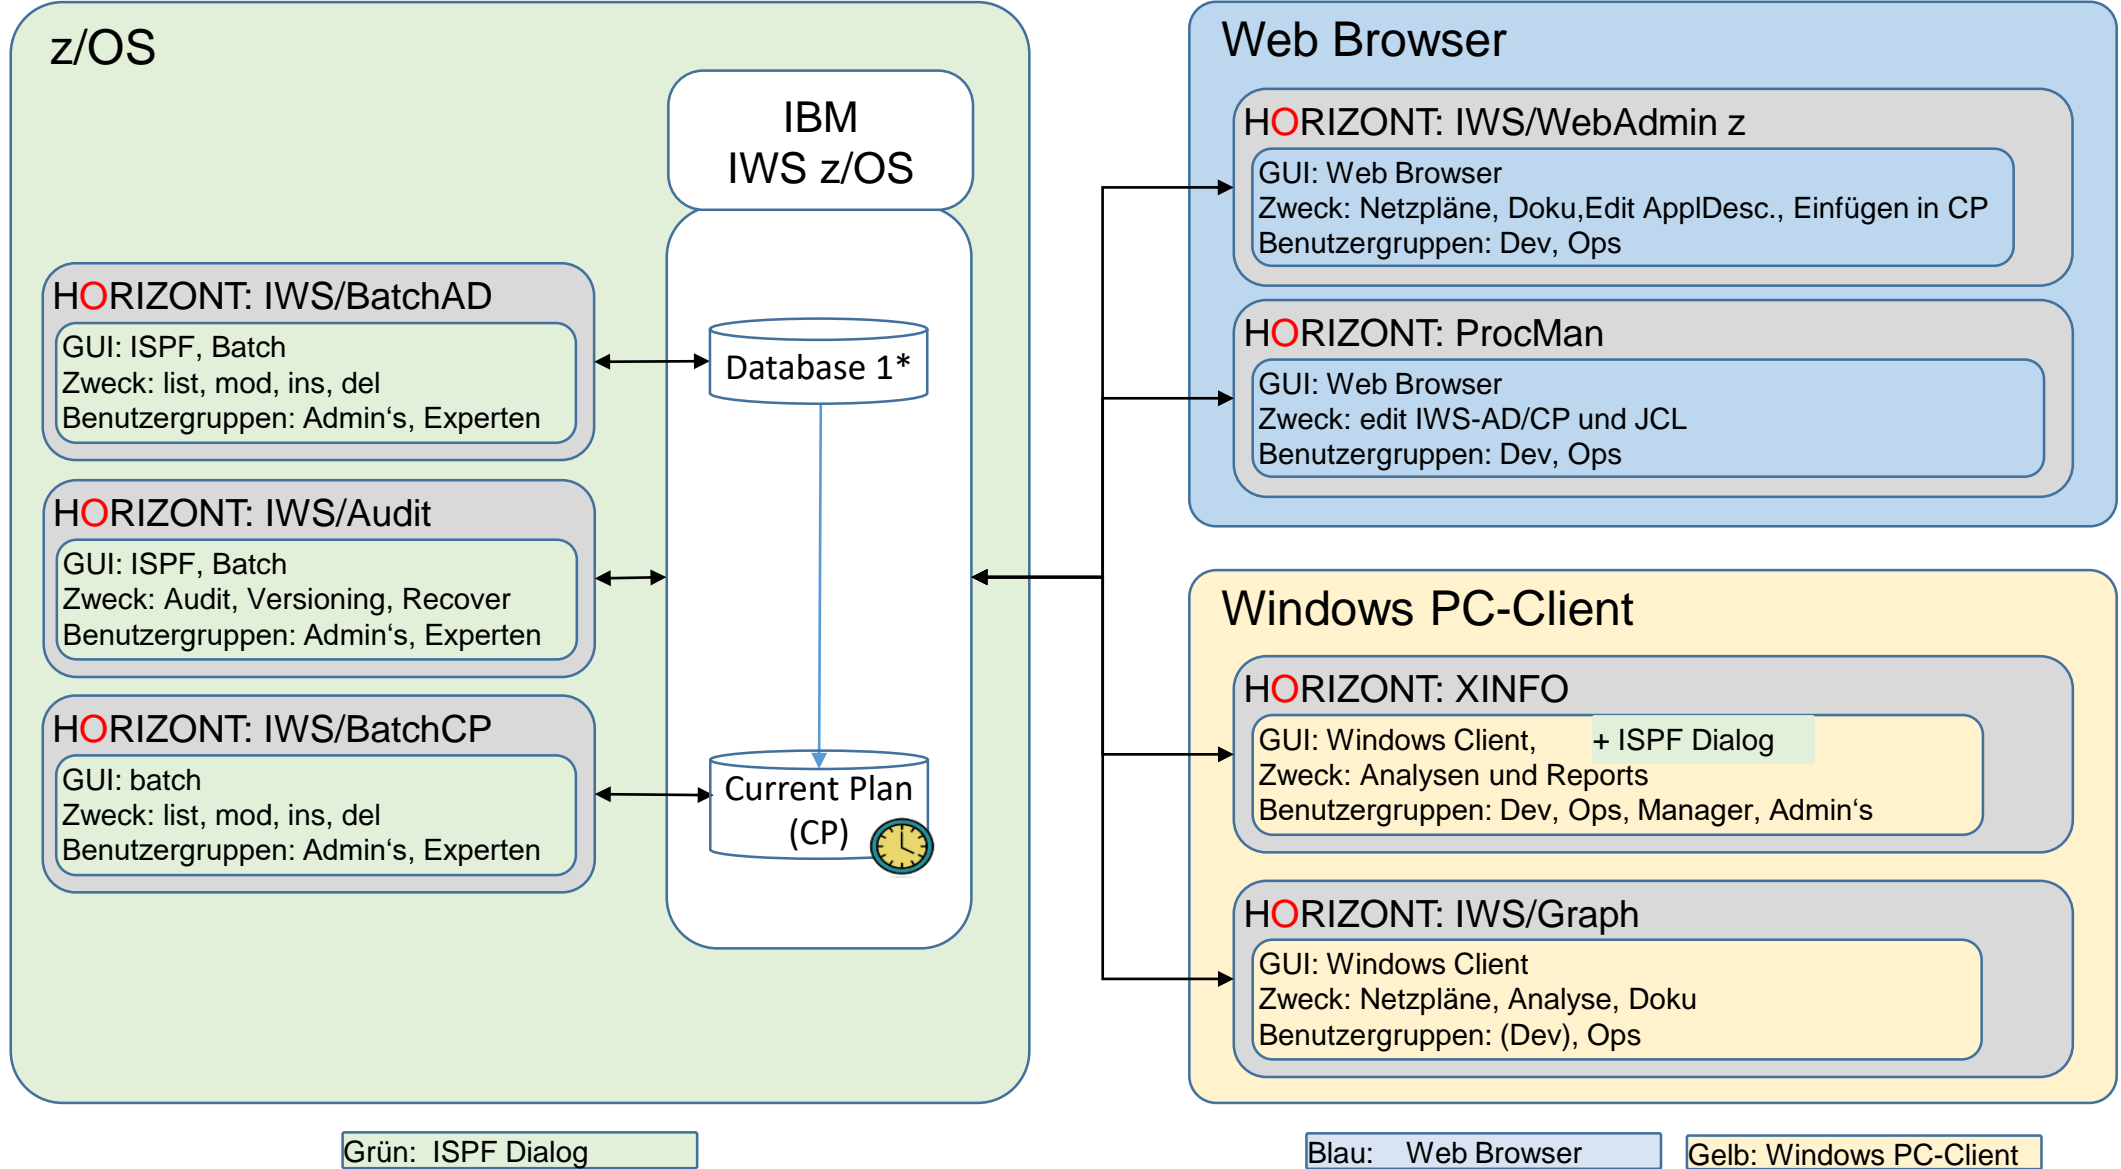 z/OS
IBM
IWS z/OS
HORIZONT: IWS/BatchAD
GUI: ISPF, Batch
Zweck: list, mod, ins, del
Benutzergruppen: Admin‘s, Experten
Database 1*
HORIZONT: IWS/Audit
GUI: ISPF, Batch
Zweck: Audit, Versioning, Recover
Benutzergruppen: Admin‘s, Experten
HORIZONT: IWS/BatchCP
GUI: batch
Zweck: list, mod, ins, del
Benutzergruppen: Admin‘s, Experten
Current Plan
(CP)
Web Browser
HORIZONT: IWS/WebAdmin z
GUI: Web Browser
Zweck: Netzpläne, Doku,Edit ApplDesc., Einfügen in CP
Benutzergruppen: Dev, Ops
HORIZONT: ProcMan
GUI: Web Browser
Zweck: edit IWS-AD/CP und JCL
Benutzergruppen: Dev, Ops
Windows PC-Client
HORIZONT: XINFO
GUI: Windows Client, + ISPF Dialog
Zweck: Analysen und Reports
Benutzergruppen: Dev, Ops, Manager, Admin‘s
HORIZONT: IWS/Graph
GUI: Windows Client
Zweck: Netzpläne, Analyse, Doku
Benutzergruppen: (Dev), Ops
Grün: ISPF Dialog
Blau: Web Browser
Gelb: Windows PC-Client